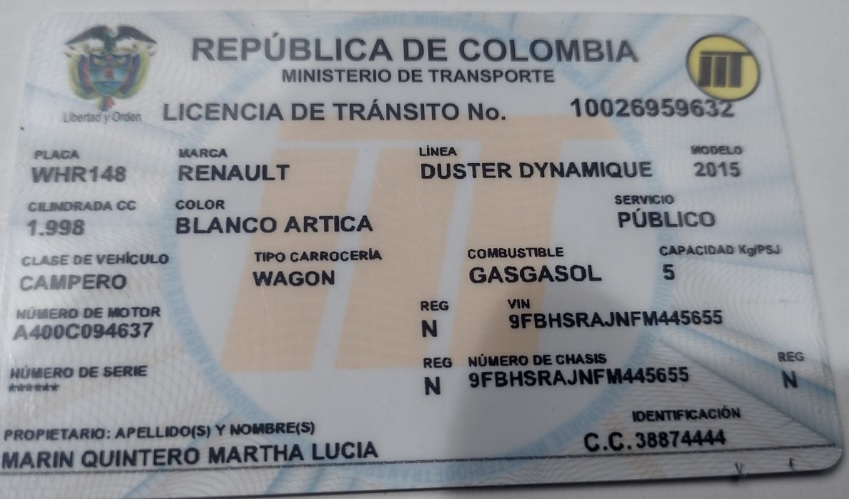 REPÚBLICA DE COLOMBIA
MINISTERIO DE TRANSPORTE
Libertad y Orden
LICENCIA DE TRÁNSITO No. 10026959632
PLACA MARCA LÍNEA MODELO
WHR148 RENAULT DUSTER DYNAMIQUE 2015
CILINDRADA CC COLOR SERVICIO
1.998 BLANCO ARTICA PÚBLICO
CLASE DE VEHÍCULO TIPO CARROCERÍA COMBUSTIBLE CAPACIDAD Kg/PSJ
CAMPERO WAGON GASGASOL 5
NÚMERO DE MOTOR REG VIN
A400C094637 N 9FBHSRAJNFM445655
NÚMERO DE SERIE REG NÚMERO DE CHASIS REG
****** N 9FBHSRAJNFM445655 N
PROPIETARIO: APELLIDO(S) Y NOMBRE(S) IDENTIFICACIÓN
MARIN QUINTERO MARTHA LUCIA C.C.38874444